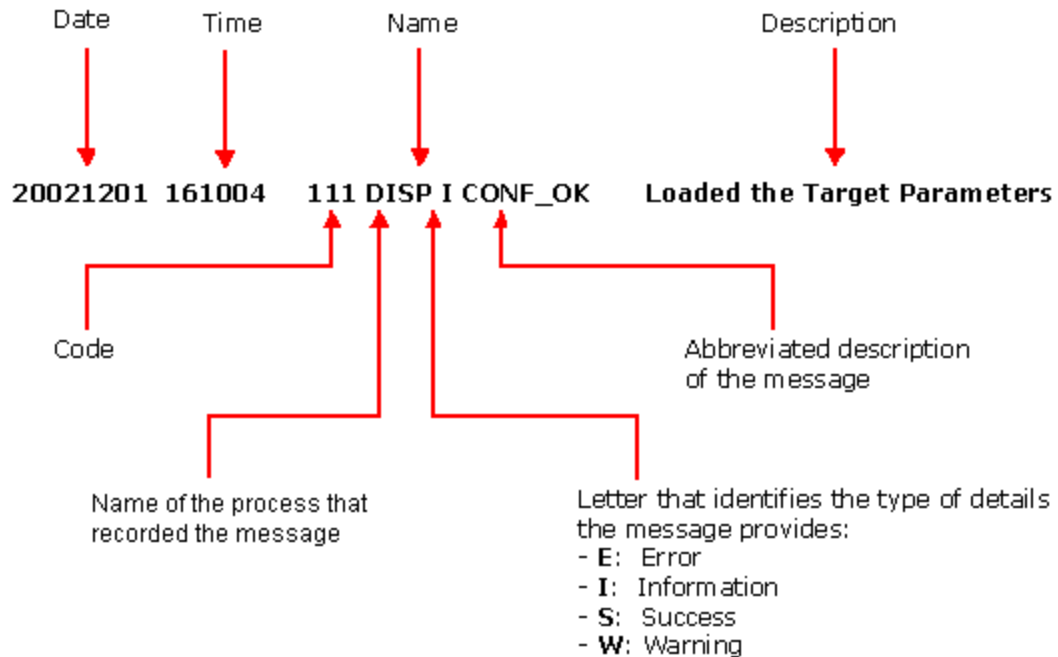 Date Time Name Description
20021201 161004 111 DISP I CONF_OK Loaded the Target Parameters
Code
Abbreviated description
of the message
Name of the process that
recorded the message
Letter that identifies the type of details
the message provides:
- E: Error
- I: Information
- S: Success
- W: Warning